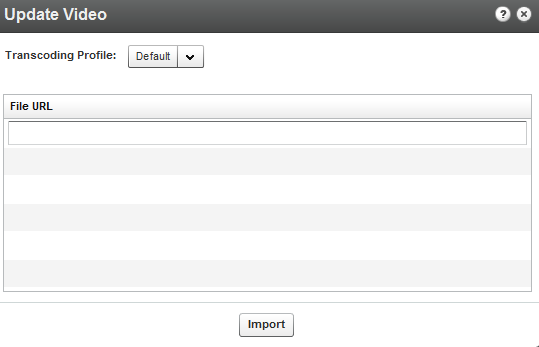 Update Video
?
Transcoding Profile: Default
File URL
Import